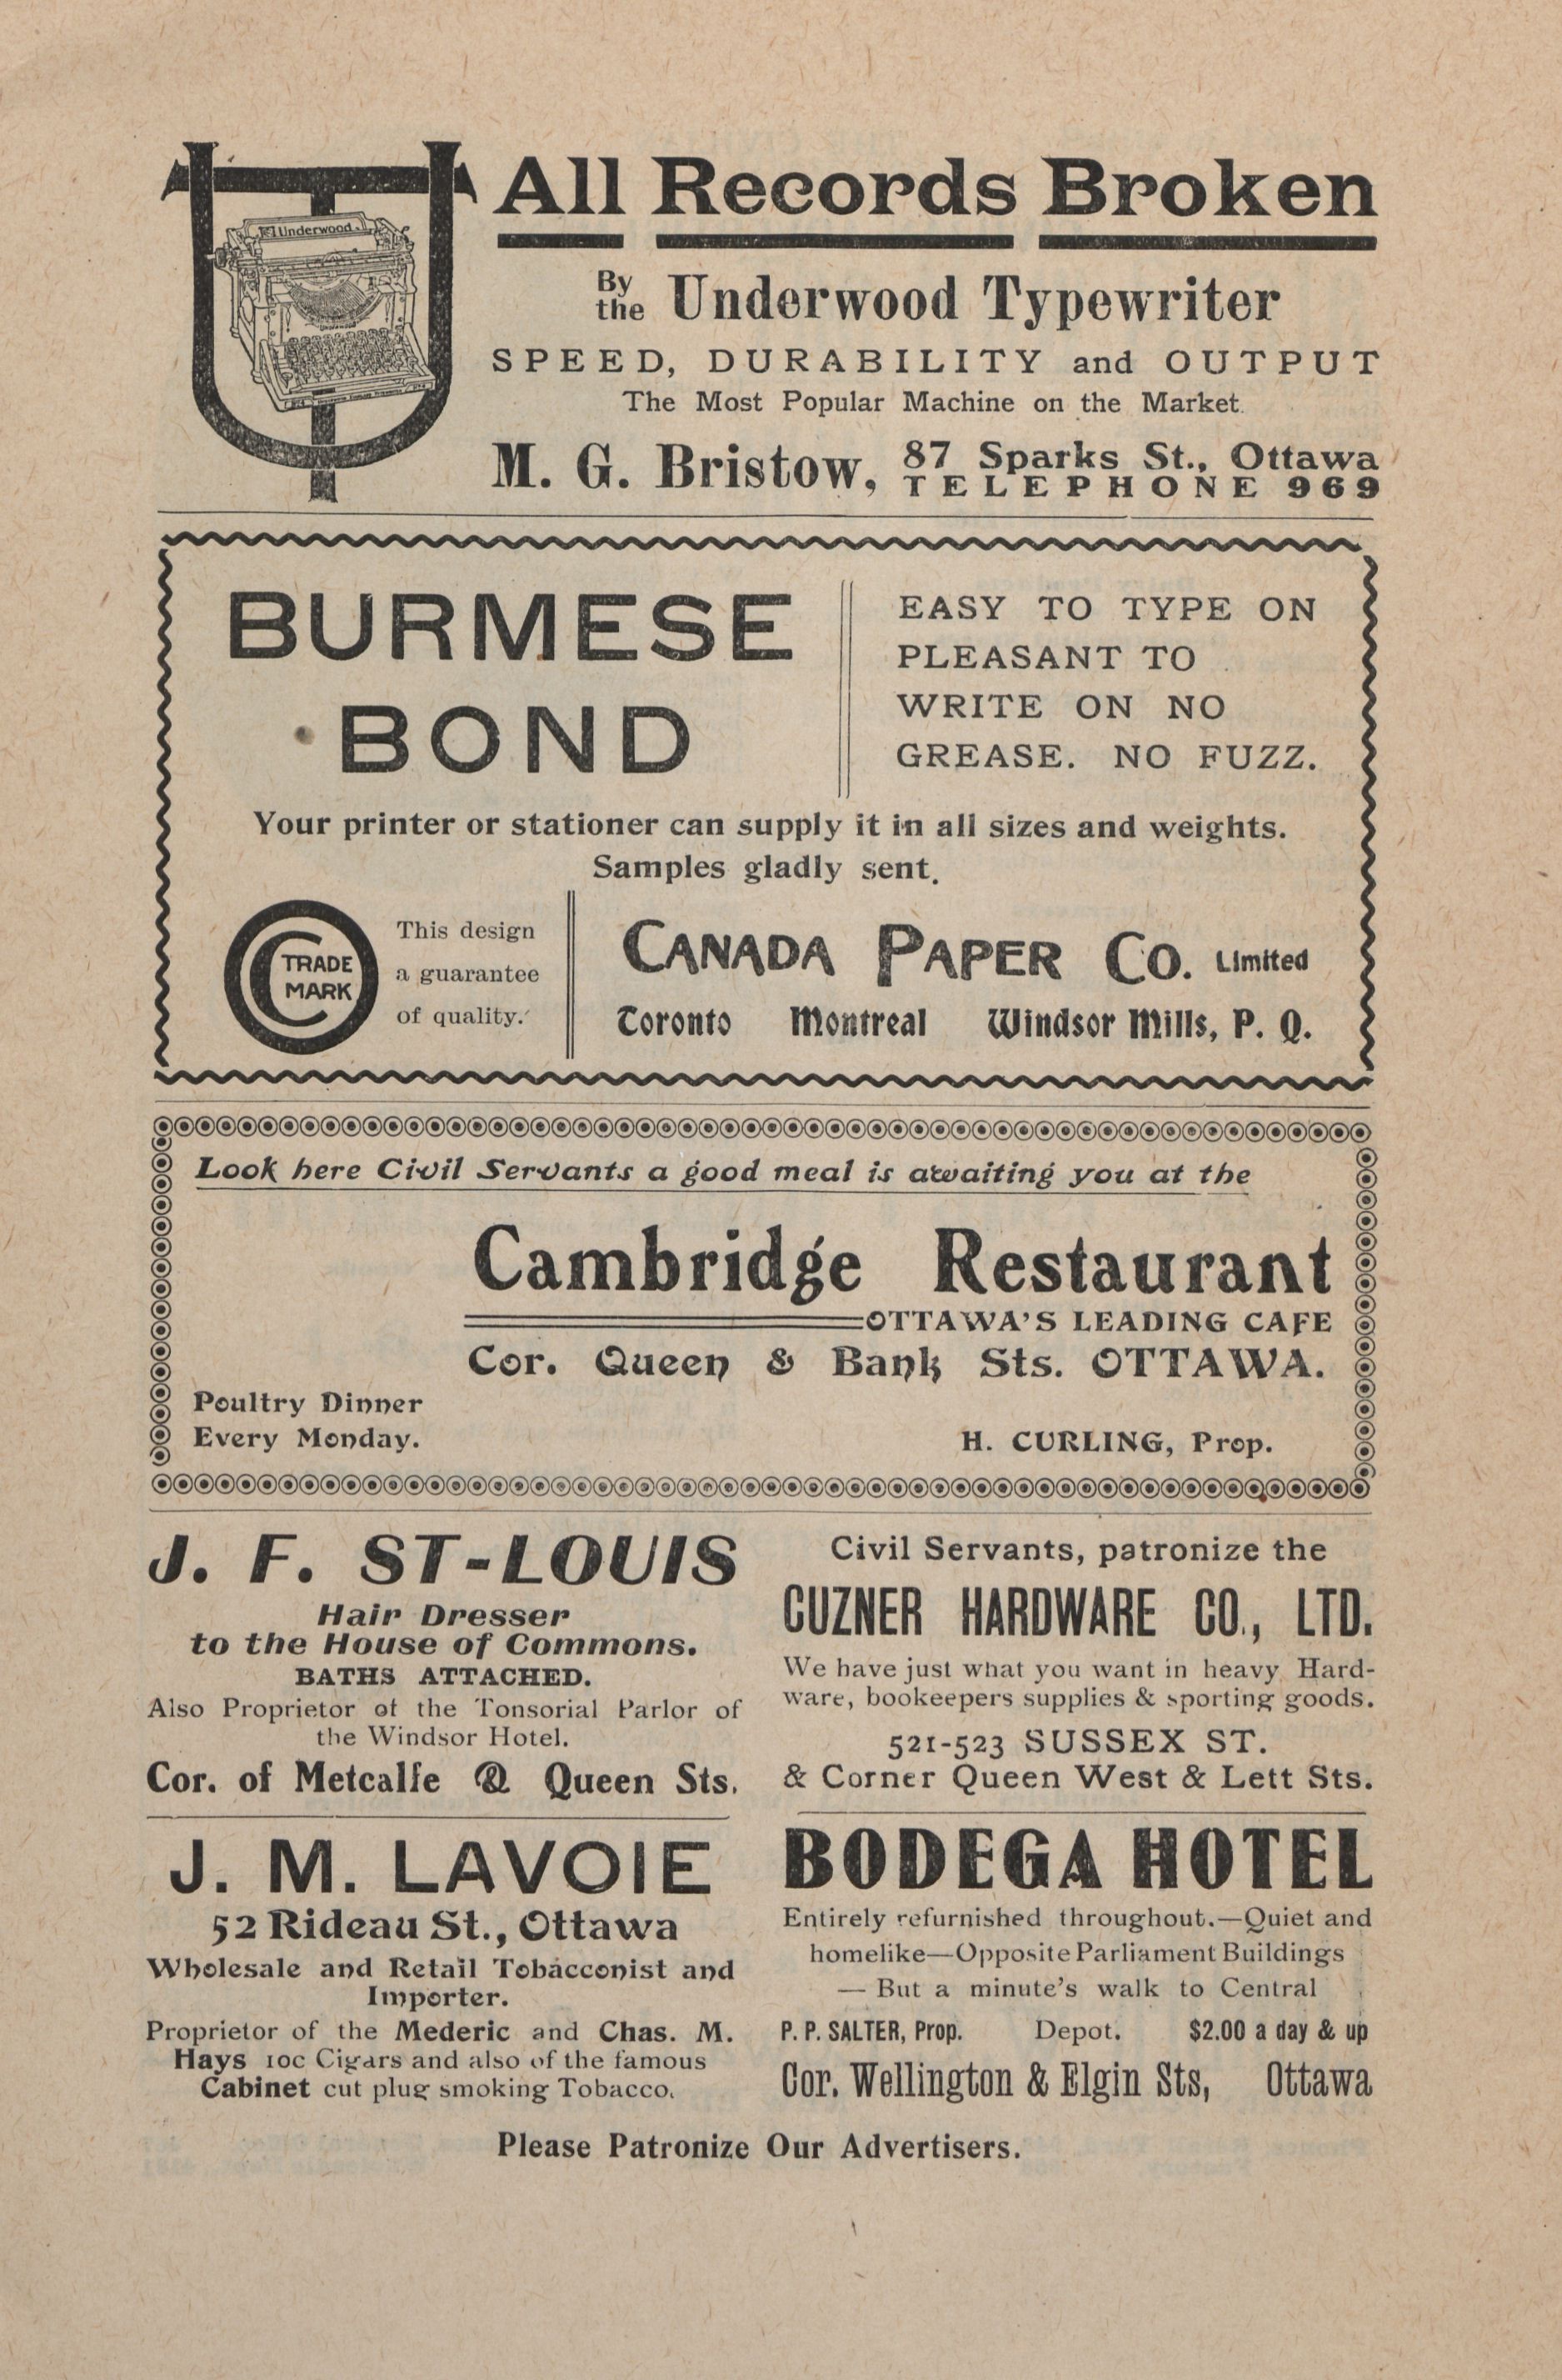 All Records Broken
Underwood
By the Underwood Typewriter
SPEED, DURABILITY and OUTPUT
The Most Popular Machine on the Market.
M. G. Bristow, 87 Sparks St., Ottawa
TELEPHONE 969
BURMESE
BOND
EASY TO TYPE ON
PLEASANT TO
WRITE ON NO
GREASE. NO FUZZ.
Your printer or stationer can supply it in all sizes and weights.
Samples gladly sent.
TRADE
MARK
This design
a guarantee
of quality.
CANADA PAPER CO. Limited
Toronto Montreal Windsor Mills, P. Q.
Look here Civil Servants a good meal is awaiting you at the
Cambridge Restaurant
OTTAWA'S LEADING CAFE
Cor. Queen & Bank Sts. OTTAWA.
Poultry Dinner
Every Monday.
H. CURLING, Prop.
J. F. ST-LOUIS
Hair Dresser
to the House of Commons.
BATHS ATTACHED.
Also Proprietor of the Tonsorial Parlor of
the Windsor Hotel.
Cor. of Metcalfe & Queen Sts.
Civil Servants, patronize the
CUZNER HARDWARE CO., LTD.
We have just what you want in heavy Hard-
ware, bookeepers supplies & sporting goods.
521-523 SUSSEX ST.
& Corner Queen West & Lett Sts.
J. M. LAVOIE
52 Rideau St., Ottawa
Wholesale and Retail Tobacconist and
Importer.
Proprietor of the Mederic and Chas. M.
Hays 10c Cigars and also of the famous
Cabinet cut plug smoking Tobacco.
BODEGA HOTEL
Entirely refurnished throughout.—Quiet and
homelike—Opposite Parliament Buildings
— But a minute's walk to Central
P. P. SALTER, Prop. Depot. $2.00 a day & up
Cor. Wellington & Elgin Sts, Ottawa
Please Patronize Our Advertisers.